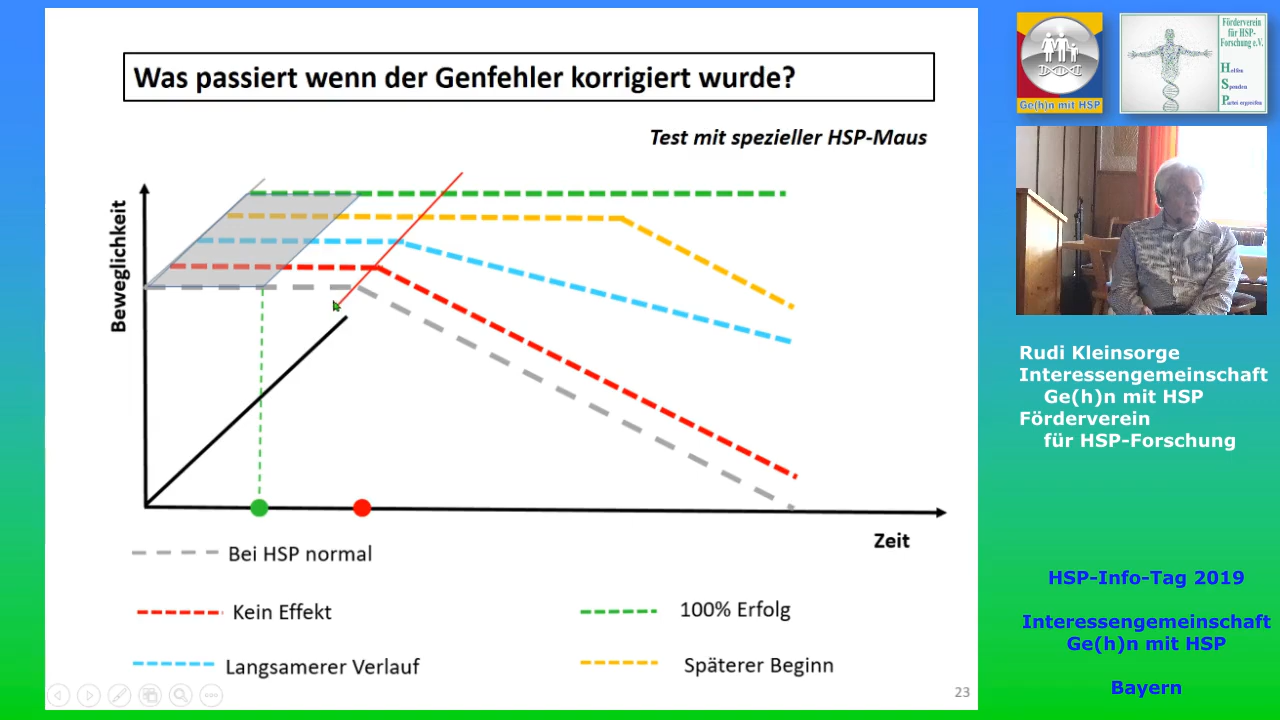 Was passiert wenn der Genfehler korrigiert wurde?
Test mit spezieller HSP-Maus
Beweglichkeit
Zeit
Bei HSP normal
Kein Effekt
100% Erfolg
Langsamerer Verlauf
Späterer Beginn
23
Ge(h)n mit HSP
Förderverein
für HSP-
Forschung e.V.
Helfen
Spenden
Partei ergreifen
Rudi Kleinsorge
Interessengemeinschaft
Ge(h)n mit HSP
Förderverein
für HSP-Forschung
HSP-Info-Tag 2019
Interessengemeinschaft
Ge(h)n mit HSP
Bayern